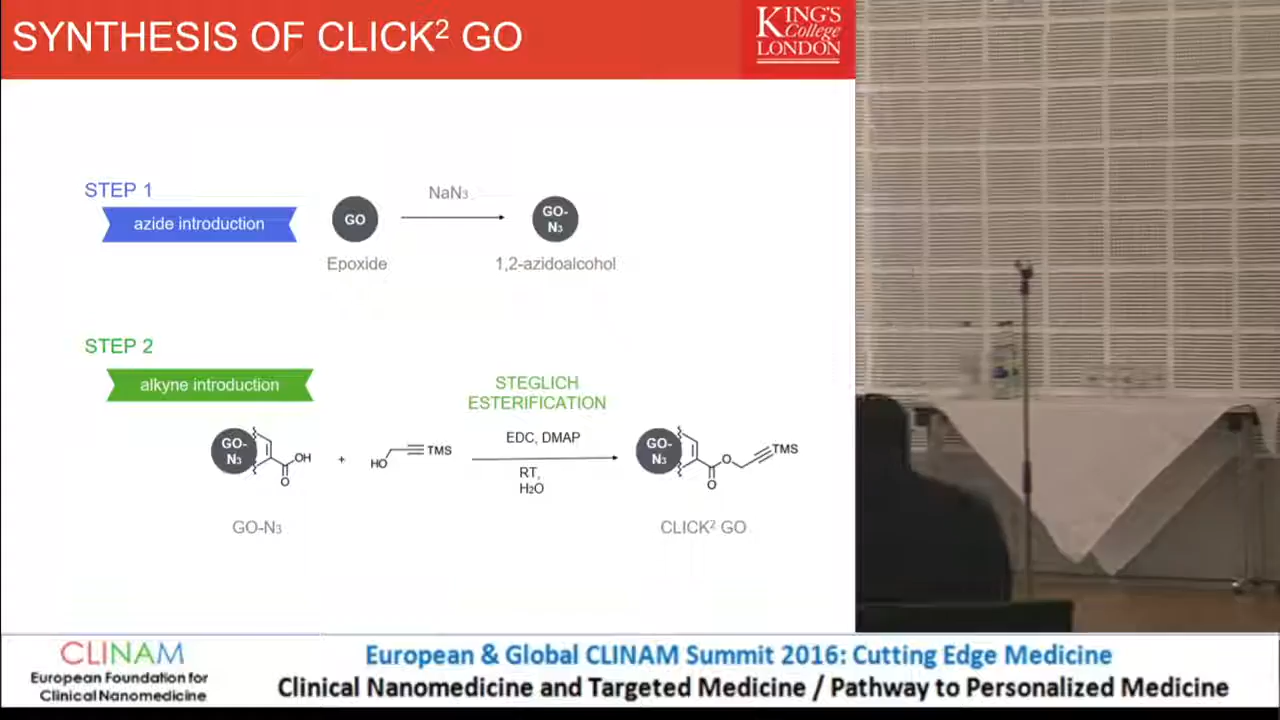 SYNTHESIS OF CLICK² GO
KING'S
College
LONDON
STEP 1
azide introduction
GO
NaN₃
GO-
N₃
Epoxide
1,2-azidoalcohol
STEP 2
alkyne introduction
STEGLICH
ESTERIFICATION
GO-
N₃
OH
O
+
HO
TMS
EDC, DMAP
RT,
H₂O
GO-
N₃
O
O
TMS
GO-N₃
CLICK² GO
CLINAM
European Foundation for
Clinical Nanomedicine
European & Global CLINAM Summit 2016: Cutting Edge Medicine
Clinical Nanomedicine and Targeted Medicine / Pathway to Personalized Medicine